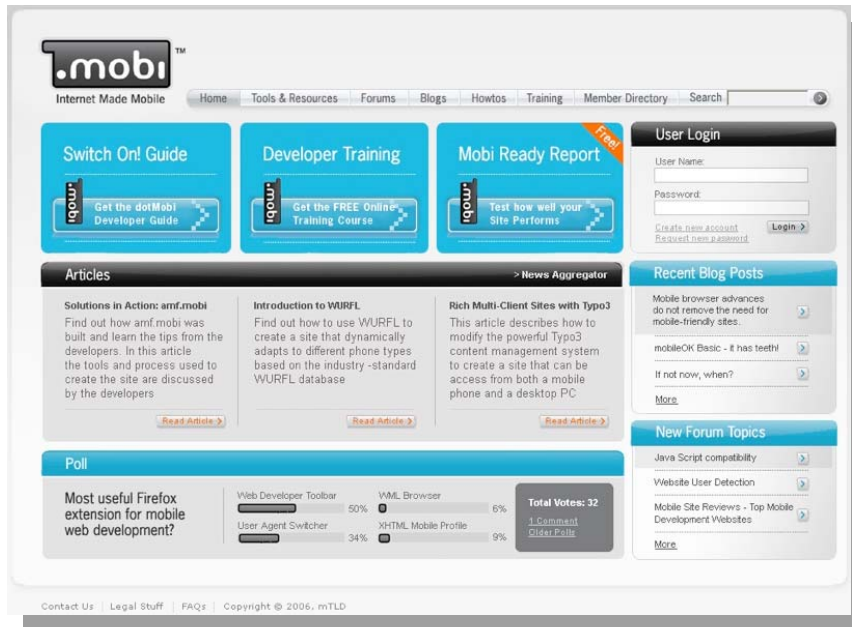 .mobi TM
Internet Made Mobile
Home Tools & Resources Forums Blogs Howtos Training Member Directory Search
Switch On! Guide
.mobi
Get the dotMobi
Developer Guide
Developer Training
.mobi
Get the FREE Online
Training Course
Mobi Ready Report
Free!
.mobi
Test how well your
Site Performs
User Login
User Name:
Password:
Create new account
Request new password
Login >
Articles
> News Aggregator
Solutions in Action: amf.mobi
Find out how amf.mobi was
built and learn the tips from the
developers. In this article
the tools and process used to
create the site are discussed
by the developers
Read Article >
Introduction to WURFL
Find out how to use WURFL to
create a site that dynamically
adapts to different phone types
based on the industry -standard
WURFL database
Read Article >
Rich Multi-Client Sites with Typo3
This article describes how to
modify the powerful Typo3
content management system
to create a site that can be
access from both a mobile
phone and a desktop PC
Read Article >
Recent Blog Posts
Mobile browser advances
do not remove the need for
mobile-friendly sites.
mobileOK Basic - it has teeth!
If not now, when?
More
New Forum Topics
Java Script compatibility
Website User Detection
Mobile Site Reviews - Top Mobile
Development Websites
More
Poll
Most useful Firefox
extension for mobile
web development?
Web Developer Toolbar
50%
User Agent Switcher
34%
WML Browser
6%
XHTML Mobile Profile
9%
Total Votes: 32
1 Comment
Older Polls
Contact Us | Legal Stuff | FAQs | Copyright © 2006, mTLD